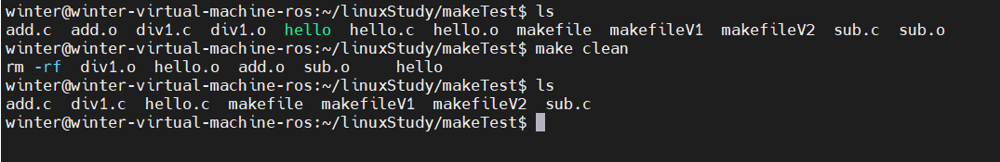 winter@winter-virtual-machine-ros:~/linuxStudy/makeTest$ ls
add.c  add.o  div1.c  div1.o  hello  hello.c  hello.o  makefile  makefileV1  makefileV2  sub.c  sub.o
winter@winter-virtual-machine-ros:~/linuxStudy/makeTest$ make clean
rm -rf  div1.o  hello.o  add.o  sub.o     hello
winter@winter-virtual-machine-ros:~/linuxStudy/makeTest$ ls
add.c  div1.c  hello.c  makefile  makefileV1  makefileV2  sub.c
winter@winter-virtual-machine-ros:~/linuxStudy/makeTest$